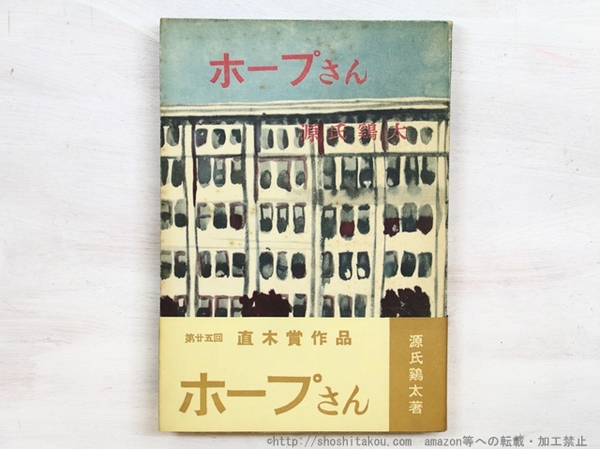 ホープさん
源氏鶏太
第廿五回 直木賞作品
ホープさん
源氏鶏太著
©http://shoshitakou.com amazon等への転載・加工禁止